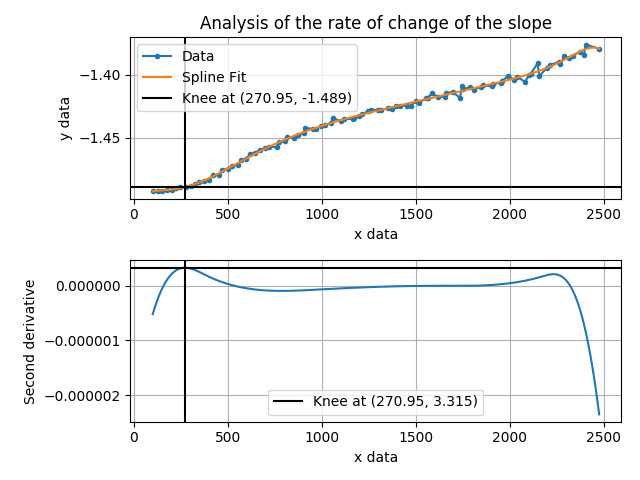 Analysis of the rate of change of the slope
Data
Spline Fit
Knee at (270.95, -1.489)
y data
−1.40
−1.45
0 500 1000 1500 2000 2500
x data
Second derivative
0.000000
−0.000001
−0.000002
Knee at (270.95, 3.315)
0 500 1000 1500 2000 2500
x data